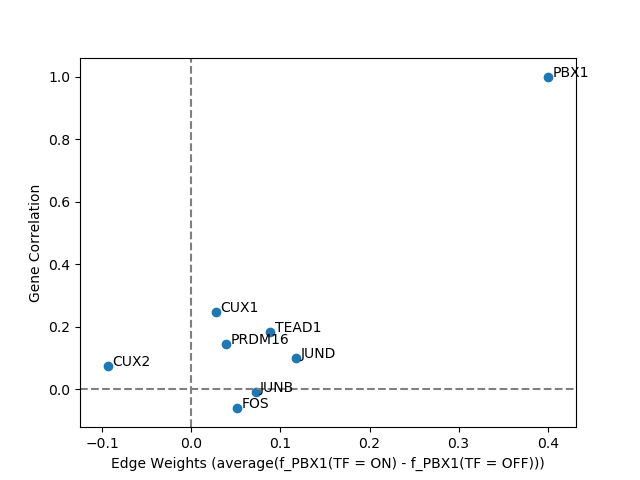 1.0
0.8
0.6
0.4
0.2
0.0
Gene Correlation
PBX1
CUX1
TEAD1
PRDM16
JUND
CUX2
JUNB
FOS
−0.1
0.0
0.1
0.2
0.3
0.4
Edge Weights (average(f_PBX1(TF = ON) - f_PBX1(TF = OFF)))